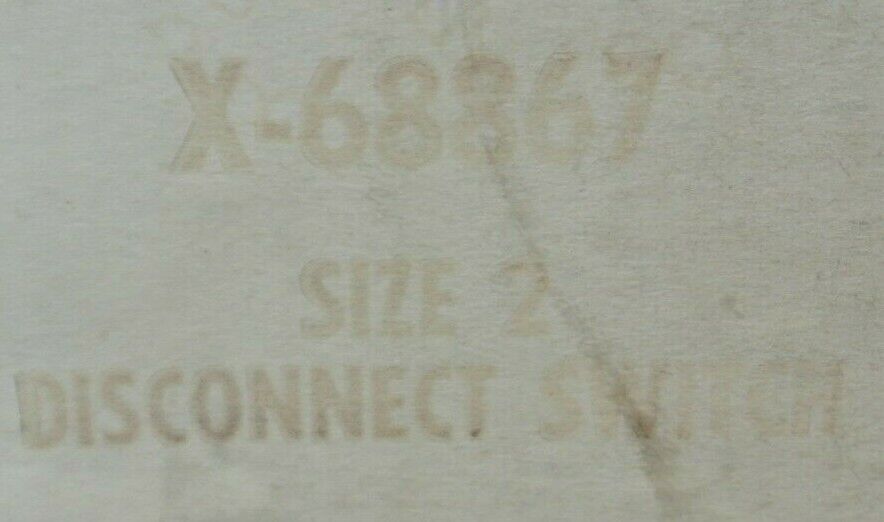 X-68867
SIZE 2
DISCONNECT SWITCH